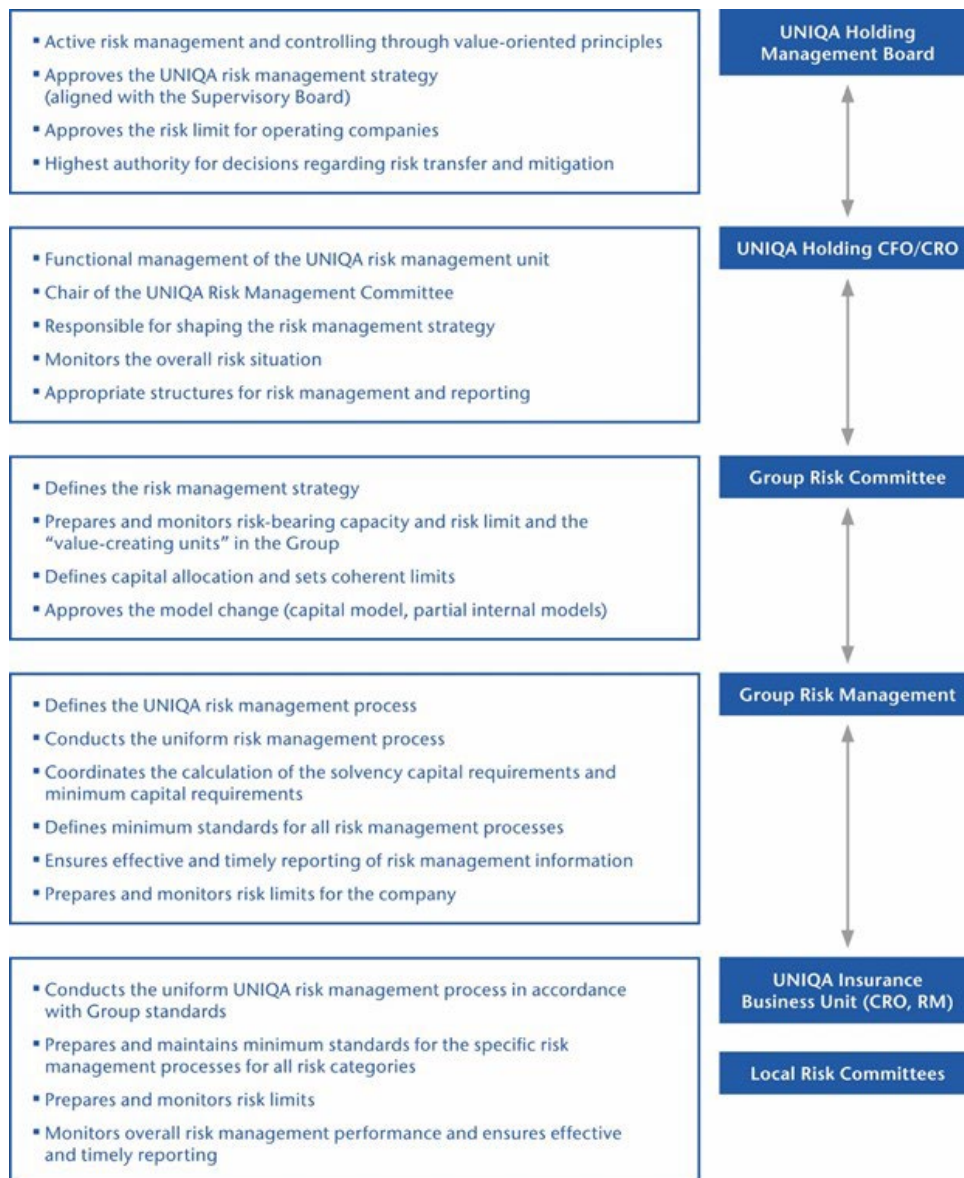 ▪ Active risk management and controlling through value-oriented principles
▪ Approves the UNIQA risk management strategy
(aligned with the Supervisory Board)
▪ Approves the risk limit for operating companies
▪ Highest authority for decisions regarding risk transfer and mitigation
UNIQA Holding
Management Board
▪ Functional management of the UNIQA risk management unit
▪ Chair of the UNIQA Risk Management Committee
▪ Responsible for shaping the risk management strategy
▪ Monitors the overall risk situation
▪ Appropriate structures for risk management and reporting
UNIQA Holding CFO/CRO
▪ Defines the risk management strategy
▪ Prepares and monitors risk-bearing capacity and risk limit and the
“value-creating units” in the Group
▪ Defines capital allocation and sets coherent limits
▪ Approves the model change (capital model, partial internal models)
Group Risk Committee
▪ Defines the UNIQA risk management process
▪ Conducts the uniform risk management process
▪ Coordinates the calculation of the solvency capital requirements and
minimum capital requirements
▪ Defines minimum standards for all risk management processes
▪ Ensures effective and timely reporting of risk management information
▪ Prepares and monitors risk limits for the company
Group Risk Management
▪ Conducts the uniform UNIQA risk management process in accordance
with Group standards
▪ Prepares and maintains minimum standards for the specific risk
management processes for all risk categories
▪ Prepares and monitors risk limits
▪ Monitors overall risk management performance and ensures effective
and timely reporting
UNIQA Insurance
Business Unit (CRO, RM)
Local Risk Committees